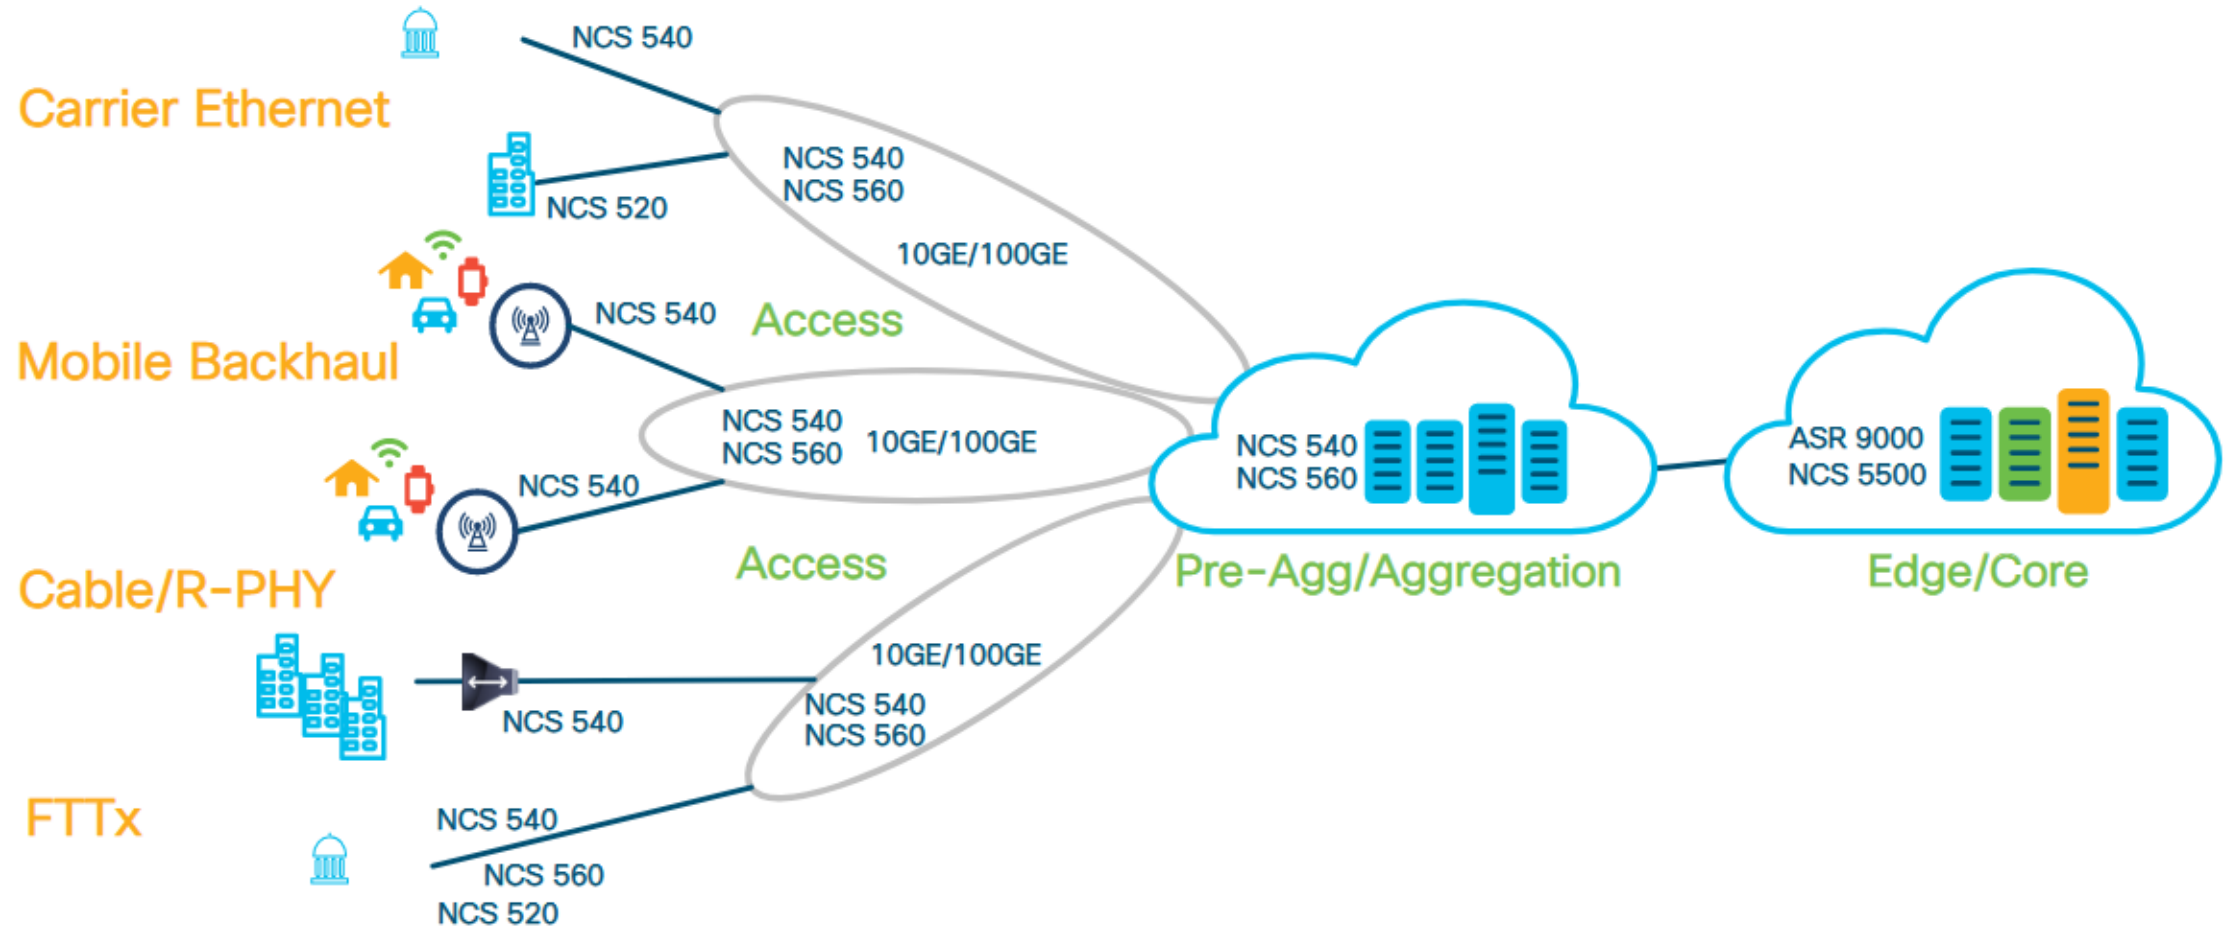 NCS 540
Carrier Ethernet
NCS 520
NCS 540
NCS 560
10GE/100GE
NCS 540
Access
Mobile Backhaul
NCS 540
NCS 560
10GE/100GE
NCS 540
Access
Cable/R-PHY
NCS 540
10GE/100GE
NCS 540
NCS 560
FTTx
NCS 540
NCS 560
NCS 520
NCS 540
NCS 560
Pre-Agg/Aggregation
ASR 9000
NCS 5500
Edge/Core